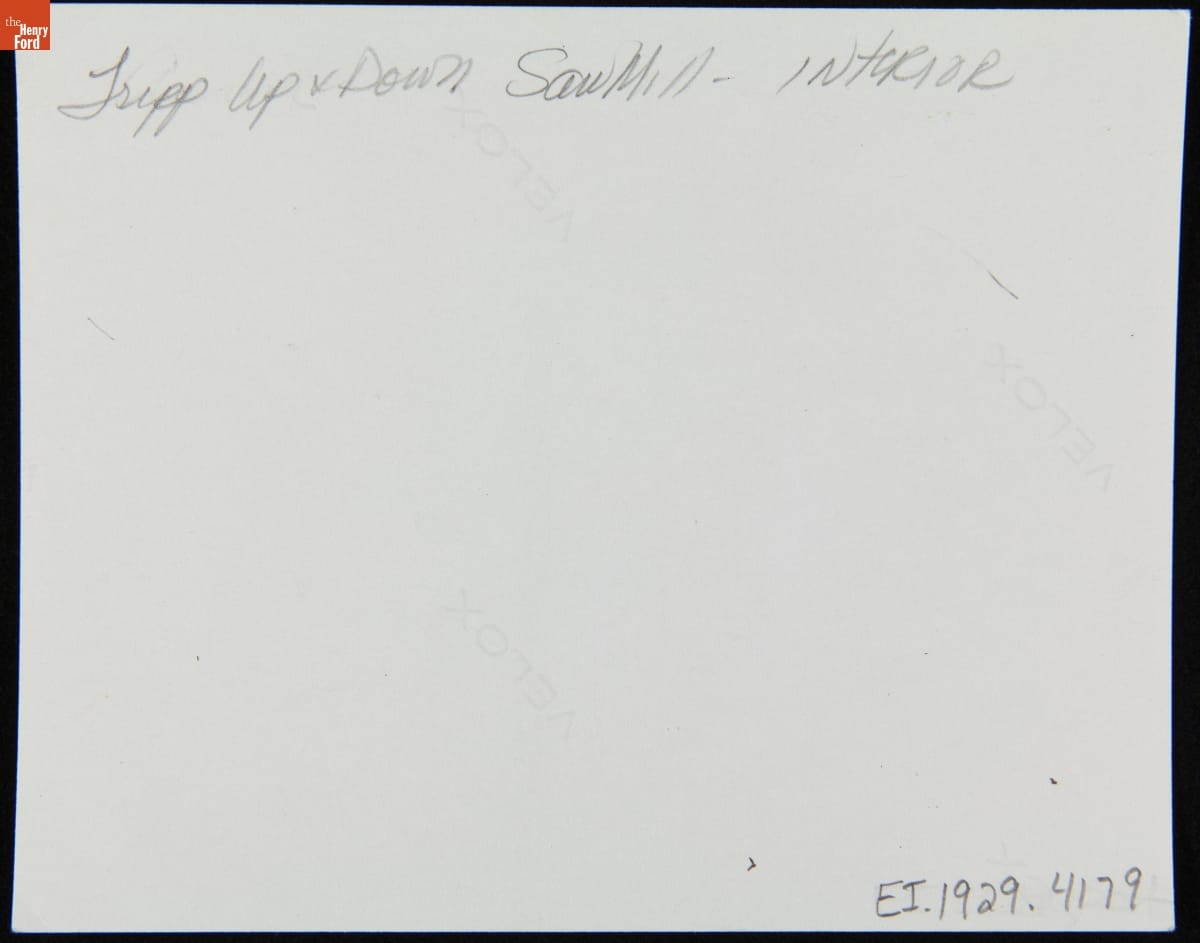 the
Henry
Ford
Tripp Up & Down SawMill - INTERIOR
VELOX
VELOX
VELOX
EI.1929.4179